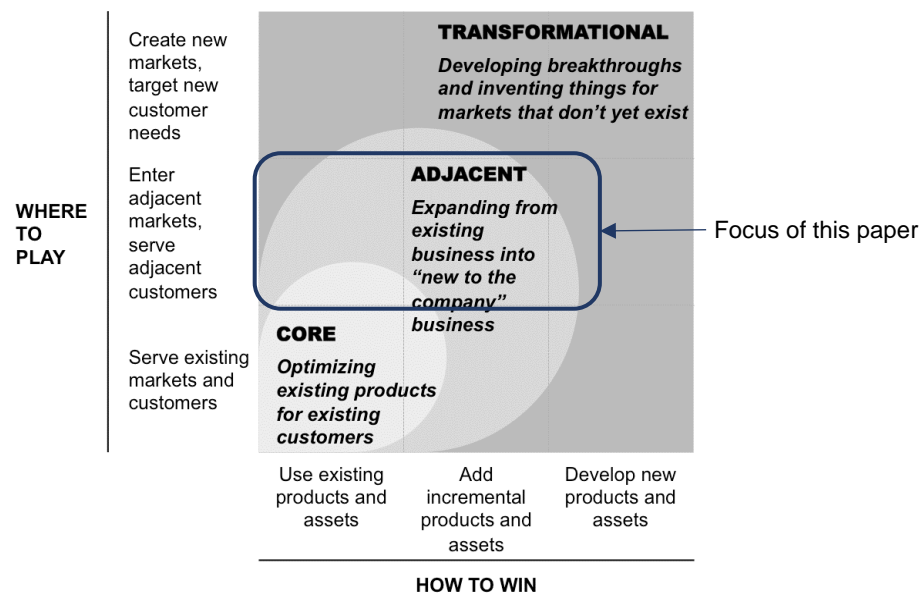 WHERE
TO
PLAY
Create new
markets,
target new
customer
needs
Enter
adjacent
markets,
serve
adjacent
customers
Serve existing
markets and
customers
TRANSFORMATIONAL
Developing breakthroughs
and inventing things for
markets that don’t yet exist
ADJACENT
Expanding from
existing
business into
“new to the
company”
business
Focus of this paper
CORE
Optimizing
existing products
for existing
customers
Use existing
products and
assets
Add
incremental
products and
assets
Develop new
products and
assets
HOW TO WIN